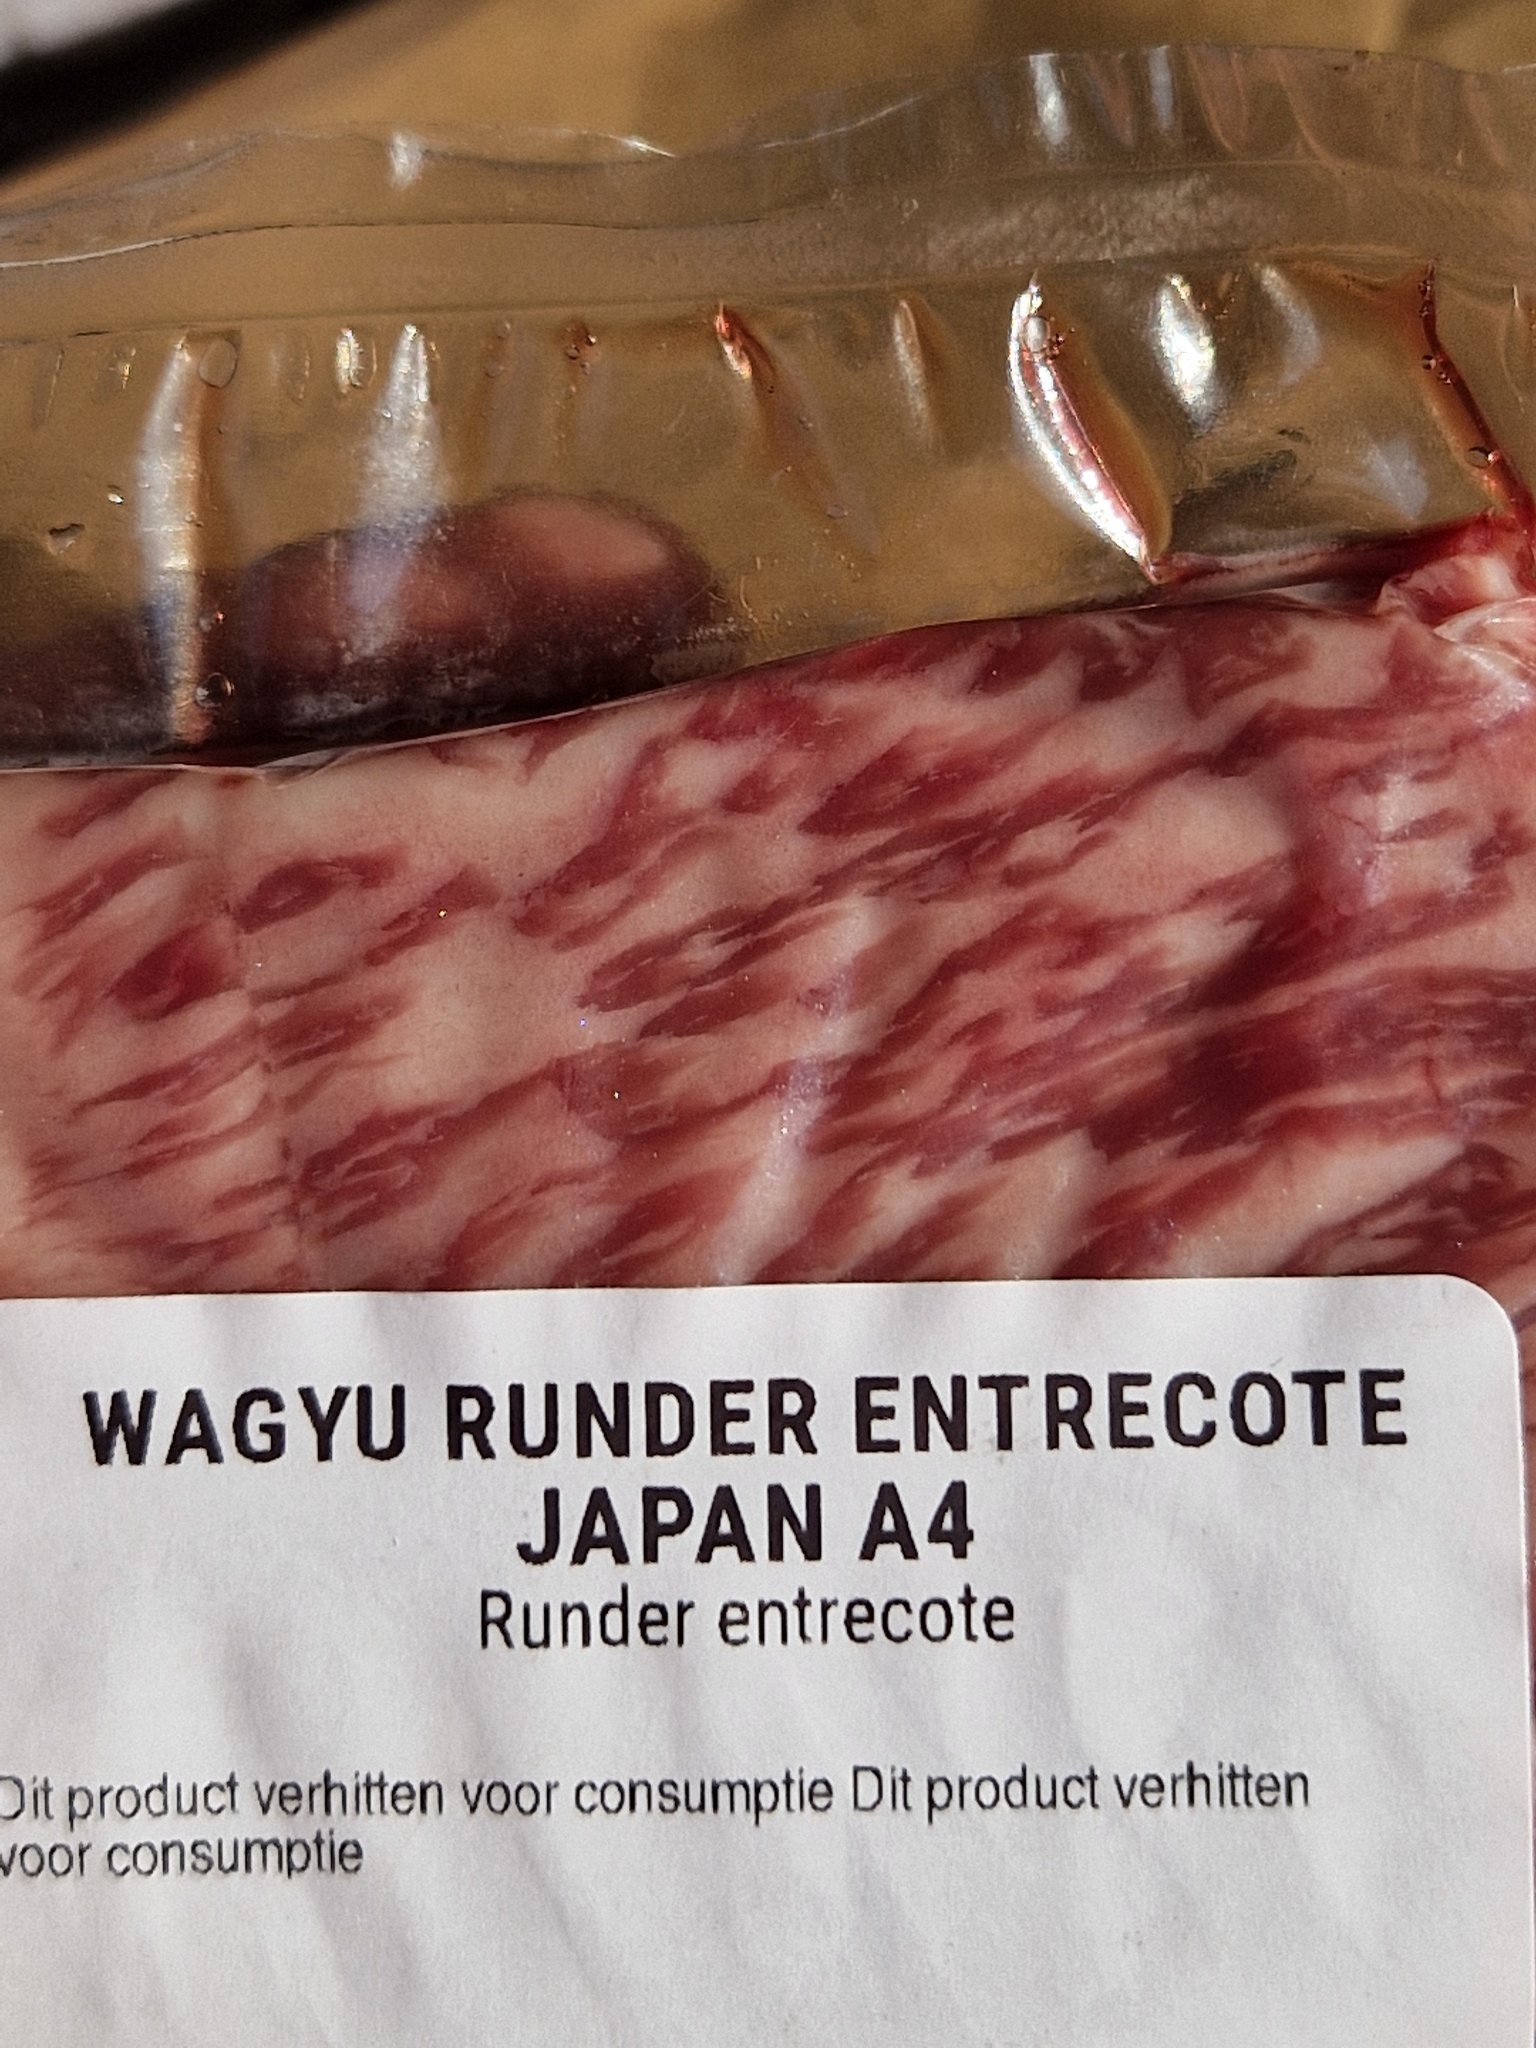 WAGYU RUNDER ENTRECOTE
JAPAN A4
Runder entrecote
Dit product verhitten voor consumptie Dit product verhitten
voor consumptie